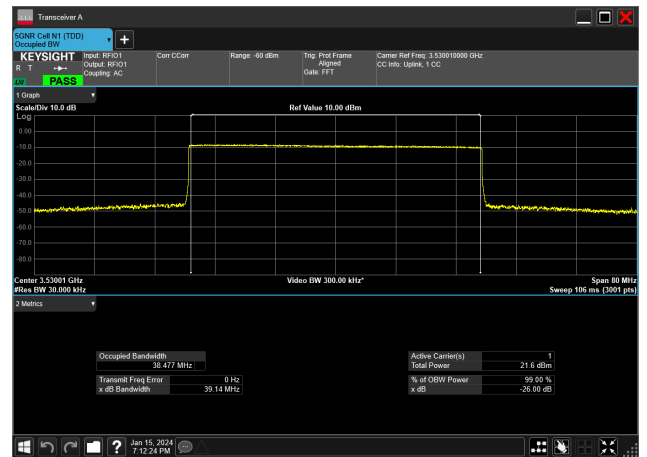 Transceiver A
5GNR Cell N1 (TDD)
Occupied BW
KEYSIGHT
R T
LW
PASS
Input: RFIO1
Output: RFIO1
Coupling: AC
Corr CCorr
Range: -60 dBm
Trig: Prot Frame
Aligned
Gate: FFT
Carrier Ref Freq: 3.530010000 GHz
CC Info: Uplink, 1 CC
1 Graph
Scale/Div 10.0 dB
Ref Value 10.00 dBm
Log
0.00
-10.0
-20.0
-30.0
-40.0
-50.0
-60.0
-70.0
-80.0
Center 3.53001 GHz
#Res BW 30.000 kHz
Video BW 300.00 kHz*
Span 80 MHz
Sweep 106 ms (3001 pts)
2 Metrics
Occupied Bandwidth
38.477 MHz
Transmit Freq Error 0 Hz
x dB Bandwidth 39.14 MHz
Active Carrier(s) 1
Total Power 21.6 dBm
% of OBW Power 99.00 %
x dB -26.00 dB
Jan 15, 2024
7:12:24 PM